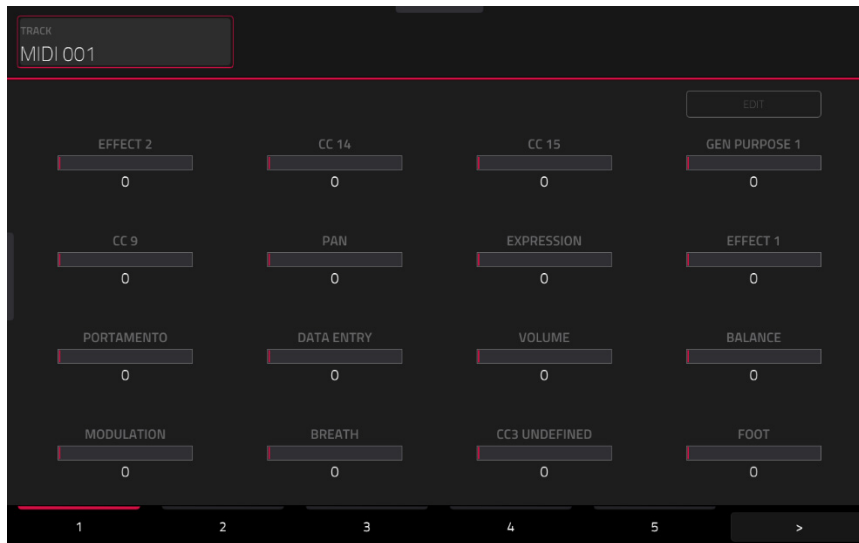 TRACK
MIDI 001
EDIT
EFFECT 2 CC 14 CC 15 GEN PURPOSE 1
0 0 0 0
CC 9 PAN EXPRESSION EFFECT 1
0 0 0 0
PORTAMENTO DATA ENTRY VOLUME BALANCE
0 0 0 0
MODULATION BREATH CC3 UNDEFINED FOOT
0 0 0 0
1 2 3 4 5 >